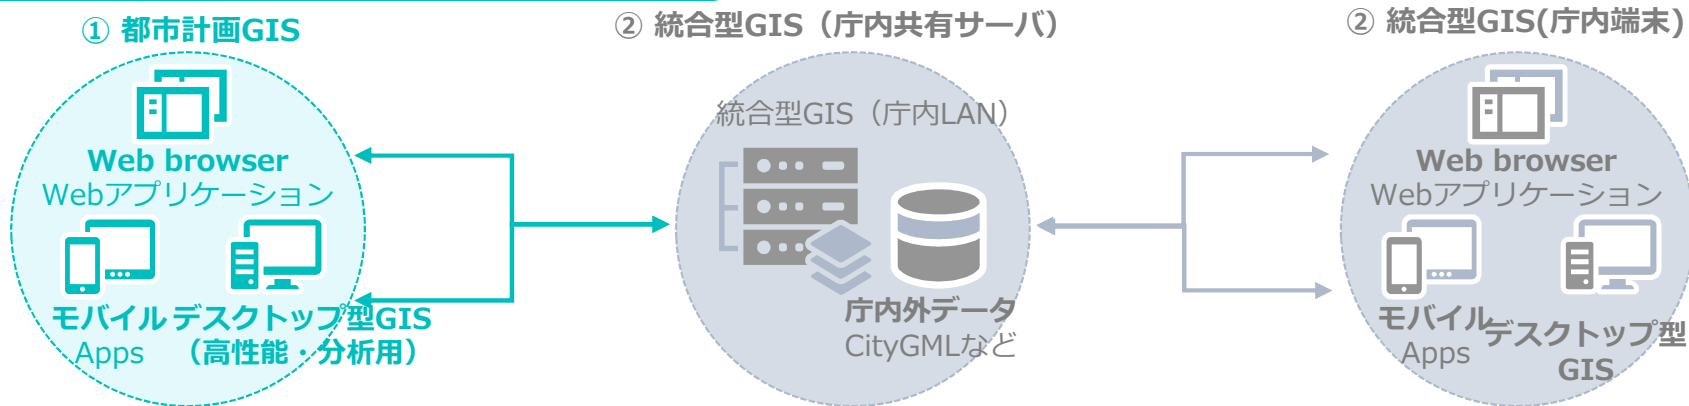 ① 都市計画GIS
Web browser
Webアプリケーション
モバイル
Apps
デスクトップ型GIS
（高性能・分析用）
② 統合型GIS（庁内共有サーバ）
統合型GIS（庁内LAN）
庁内外データ
CityGMLなど
② 統合型GIS(庁内端末)
Web browser
Webアプリケーション
モバイル
Apps
デスクトップ型
GIS